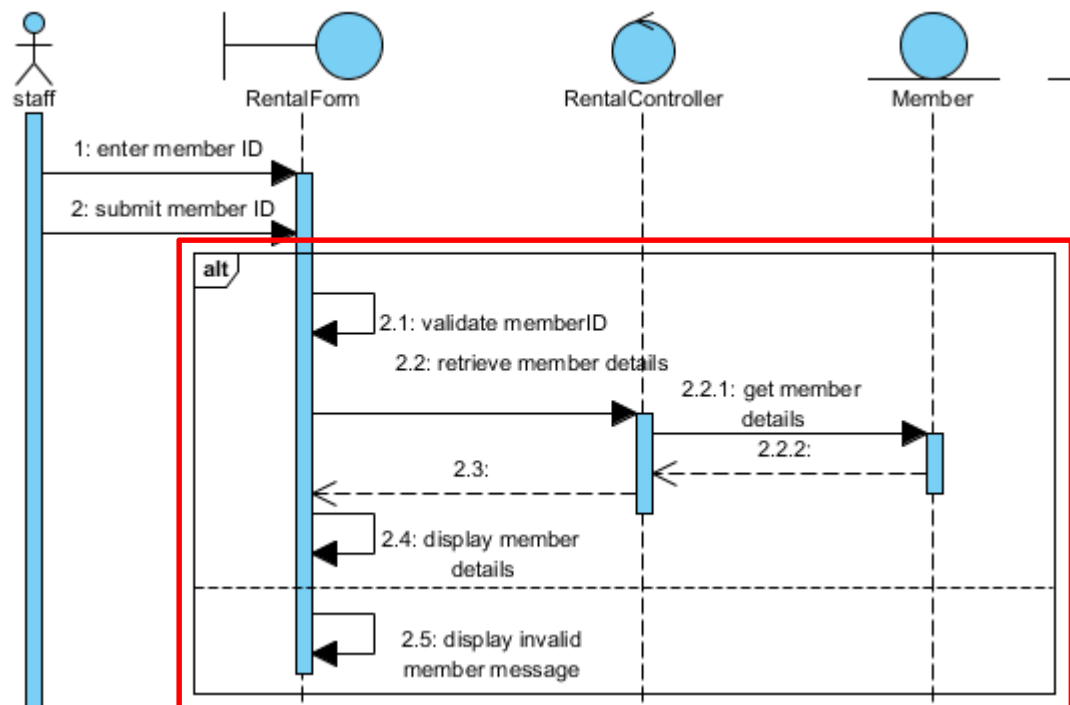 staff
RentalForm
RentalController
Member
1: enter member ID
2: submit member ID
alt
2.1: validate memberID
2.2: retrieve member details
2.2.1: get member
details
2.2.2:
2.3:
2.4: display member
details
2.5: display invalid
member message